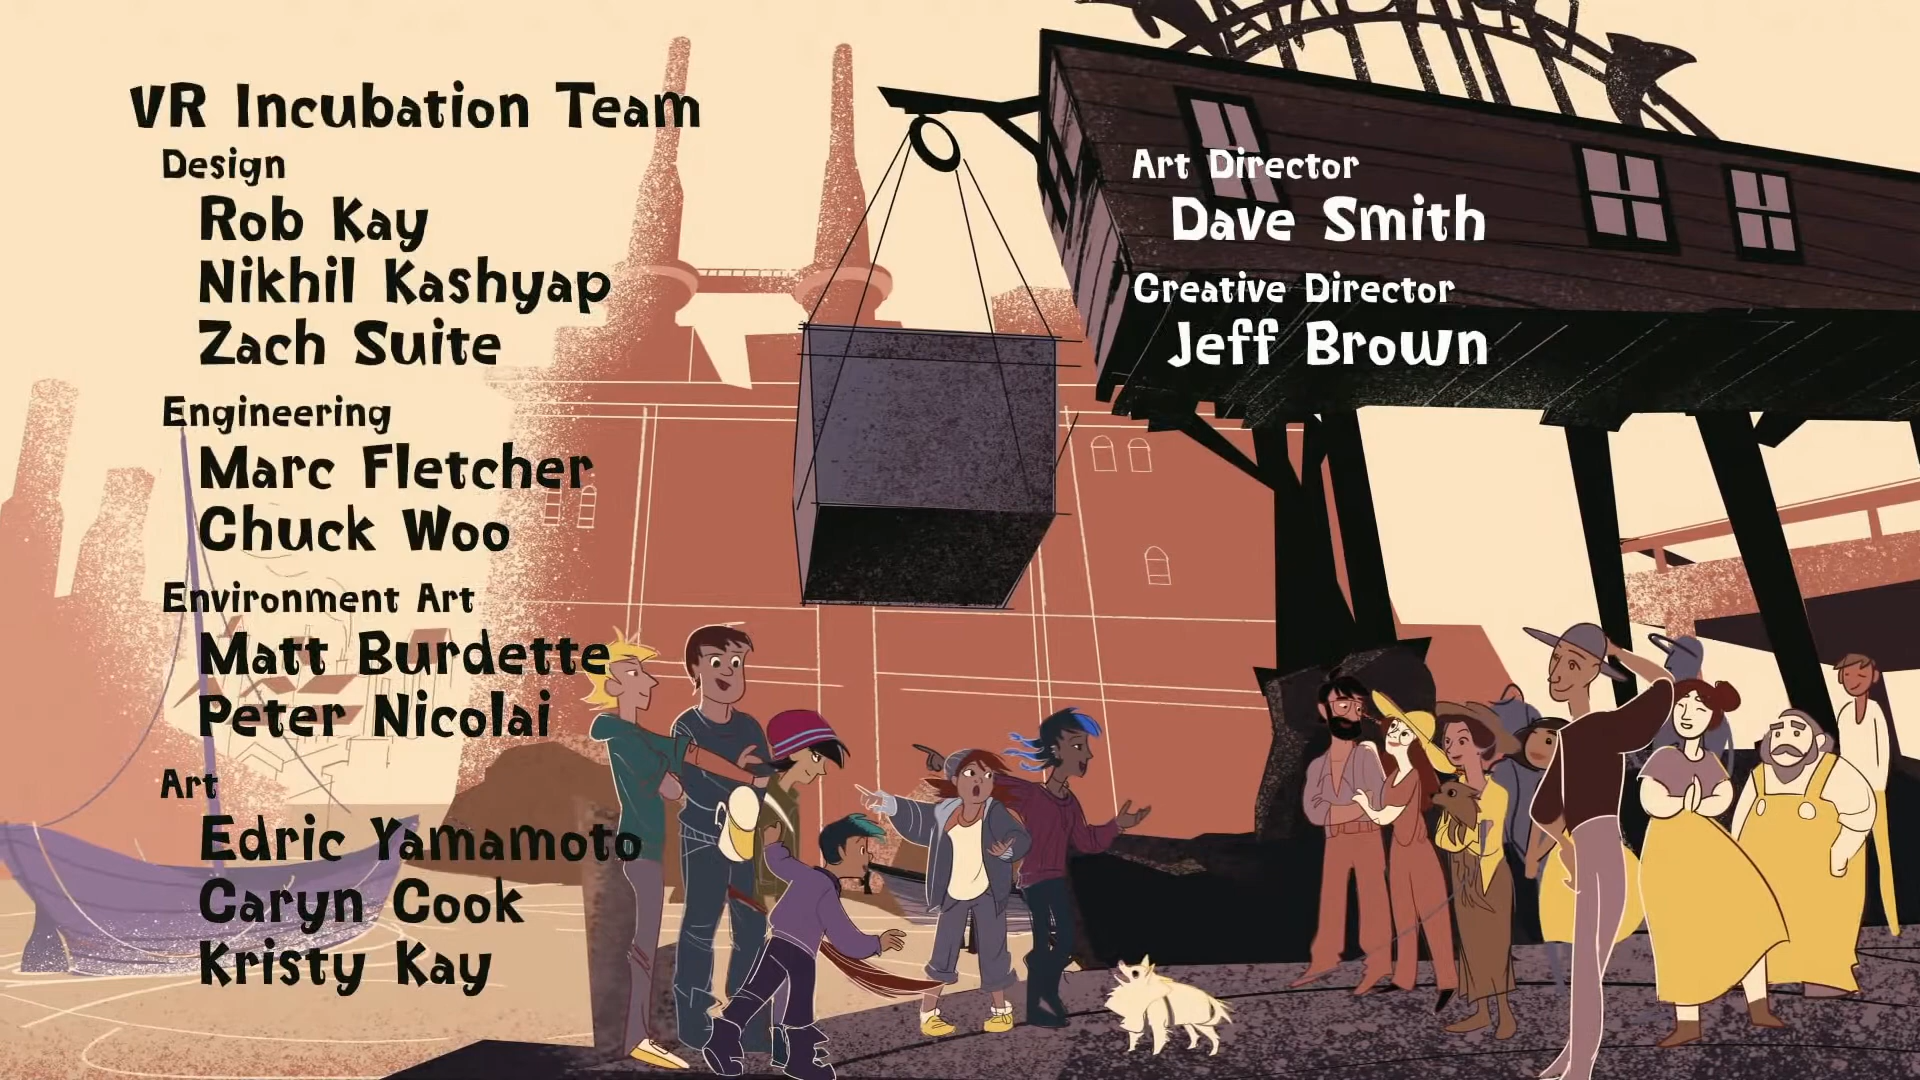 VR Incubation Team
Design
Rob Kay
Nikhil Kashyap
Zach Suite
Engineering
Marc Fletcher
Chuck Woo
Environment Art
Matt Burdette
Peter Nicolai
Art
Edric Yamamoto
Caryn Cook
Kristy Kay
Art Director
Dave Smith
Creative Director
Jeff Brown